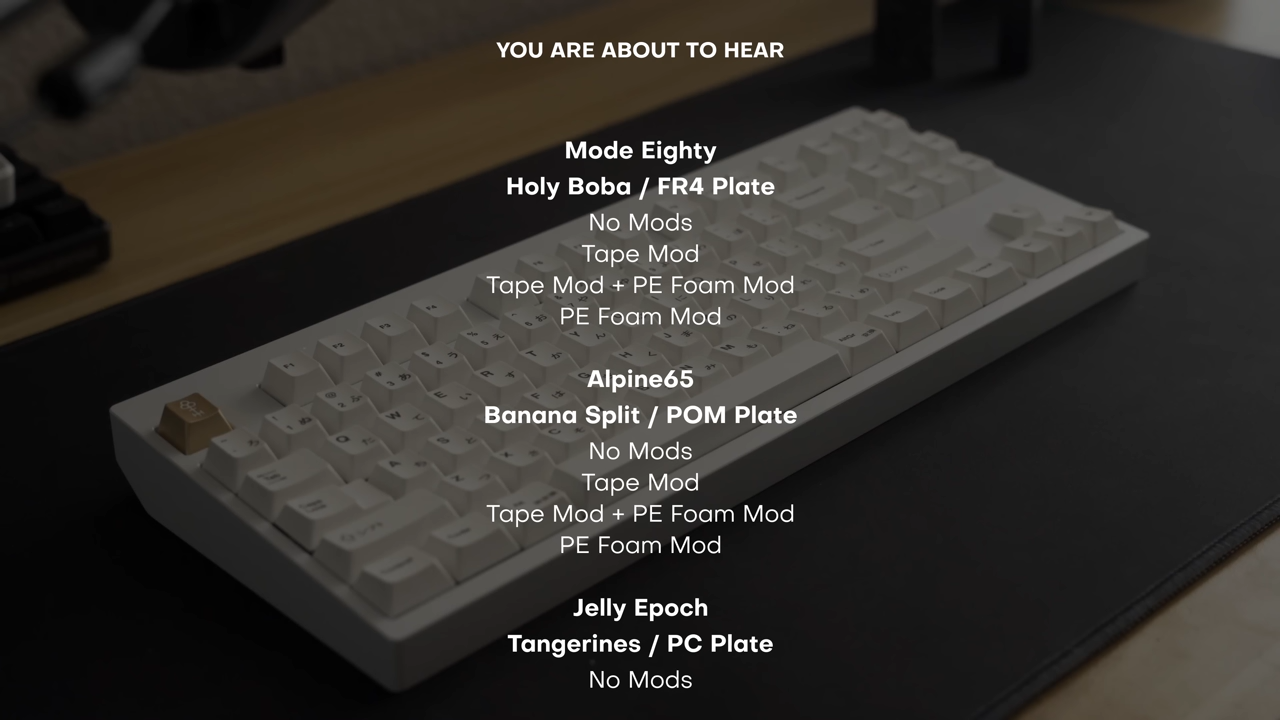 YOU ARE ABOUT TO HEAR
Mode Eighty
Holy Boba / FR4 Plate
No Mods
Tape Mod
Tape Mod + PE Foam Mod
PE Foam Mod
Alpine65
Banana Split / POM Plate
No Mods
Tape Mod
Tape Mod + PE Foam Mod
PE Foam Mod
Jelly Epoch
Tangerines / PC Plate
No Mods